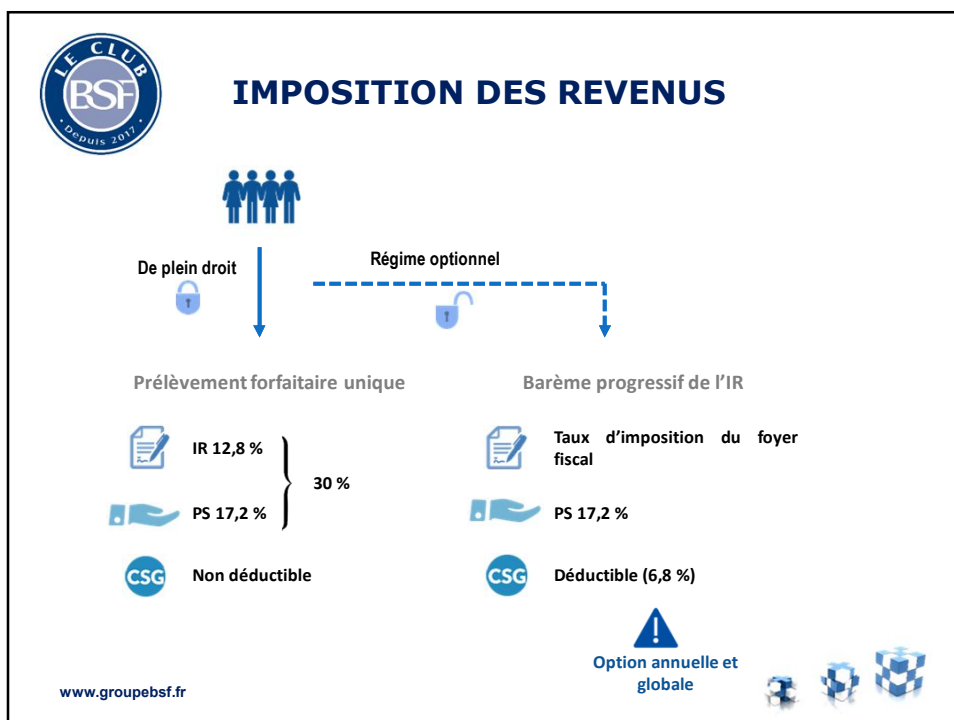 LE CLUB
BSF
• Depuis 2017 •
IMPOSITION DES REVENUS
De plein droit
Régime optionnel
Prélèvement forfaitaire unique
IR 12,8 %
PS 17,2 %
30 %
CSG
Non déductible
Barème progressif de l’IR
Taux d’imposition du foyer
fiscal
PS 17,2 %
CSG
Déductible (6,8 %)
Option annuelle et
globale
www.groupebsf.fr